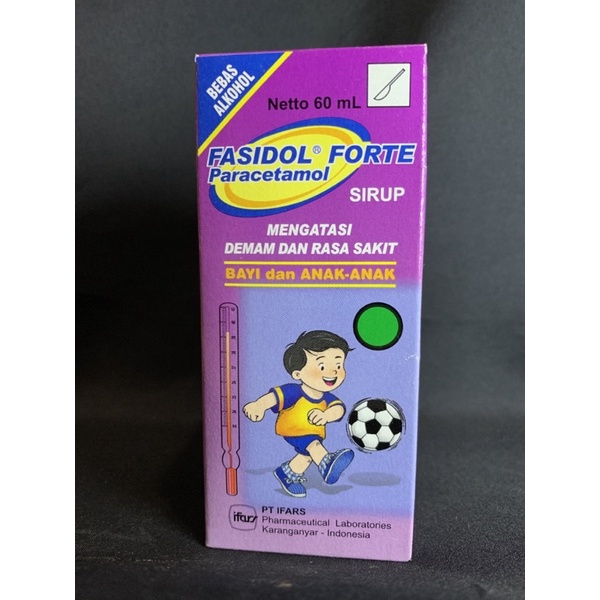 BEBAS
ALKOHOL
Netto 60 mL
FASIDOL® FORTE
Paracetamol
SIRUP
MENGATASI
DEMAM DAN RASA SAKIT
BAYI dan ANAK-ANAK
ifars
PT IFARS
Pharmaceutical Laboratories
Karanganyar - Indonesia